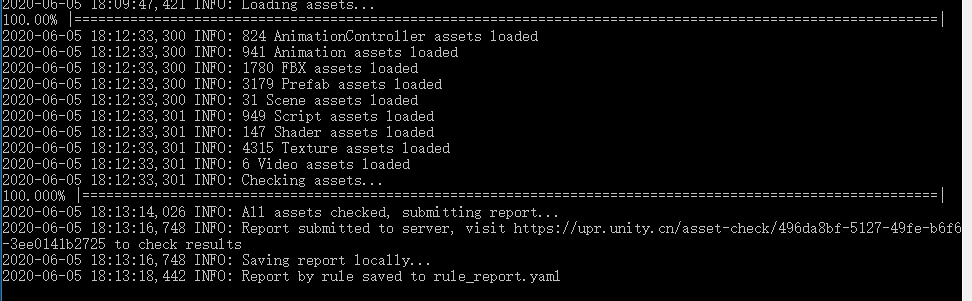 2020-06-05 18:09:47,421 INFO: Loading assets...
100.00% |==========================================================================================================|
2020-06-05 18:12:33,300 INFO: 824 AnimationController assets loaded
2020-06-05 18:12:33,300 INFO: 941 Animation assets loaded
2020-06-05 18:12:33,300 INFO: 1780 FBX assets loaded
2020-06-05 18:12:33,300 INFO: 3179 Prefab assets loaded
2020-06-05 18:12:33,300 INFO: 31 Scene assets loaded
2020-06-05 18:12:33,301 INFO: 949 Script assets loaded
2020-06-05 18:12:33,301 INFO: 147 Shader assets loaded
2020-06-05 18:12:33,301 INFO: 4315 Texture assets loaded
2020-06-05 18:12:33,301 INFO: 6 Video assets loaded
2020-06-05 18:12:33,301 INFO: Checking assets...
100.000% |=========================================================================================================|
2020-06-05 18:13:14,026 INFO: All assets checked, submitting report...
2020-06-05 18:13:16,748 INFO: Report submitted to server, visit https://upr.unity.cn/asset-check/496da8bf-5127-49fe-b6f6
-3ee0141b2725 to check results
2020-06-05 18:13:16,748 INFO: Saving report locally...
2020-06-05 18:13:18,442 INFO: Report by rule saved to rule_report.yaml